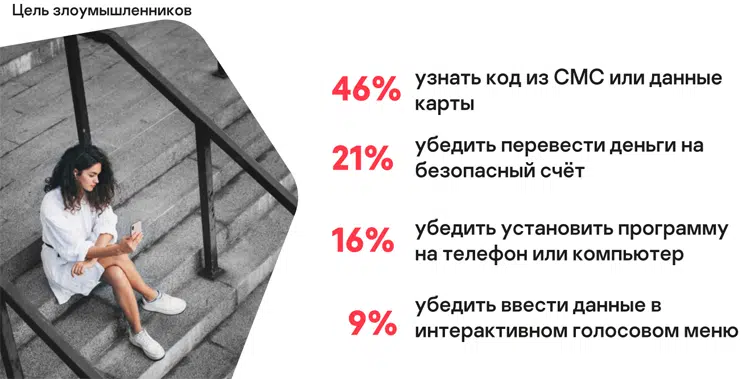 Цель злоумышленников
46% узнать код из СМС или данные
карты
21% убедить перевести деньги на
безопасный счёт
16% убедить установить программу
на телефон или компьютер
9% убедить ввести данные в
интерактивном голосовом меню